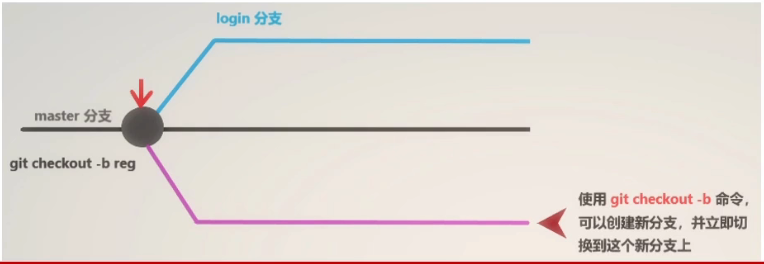 login 分支
master 分支
git checkout -b reg
使用 git checkout -b 命令，
可以创建新分支，并立即切
换到这个新分支上